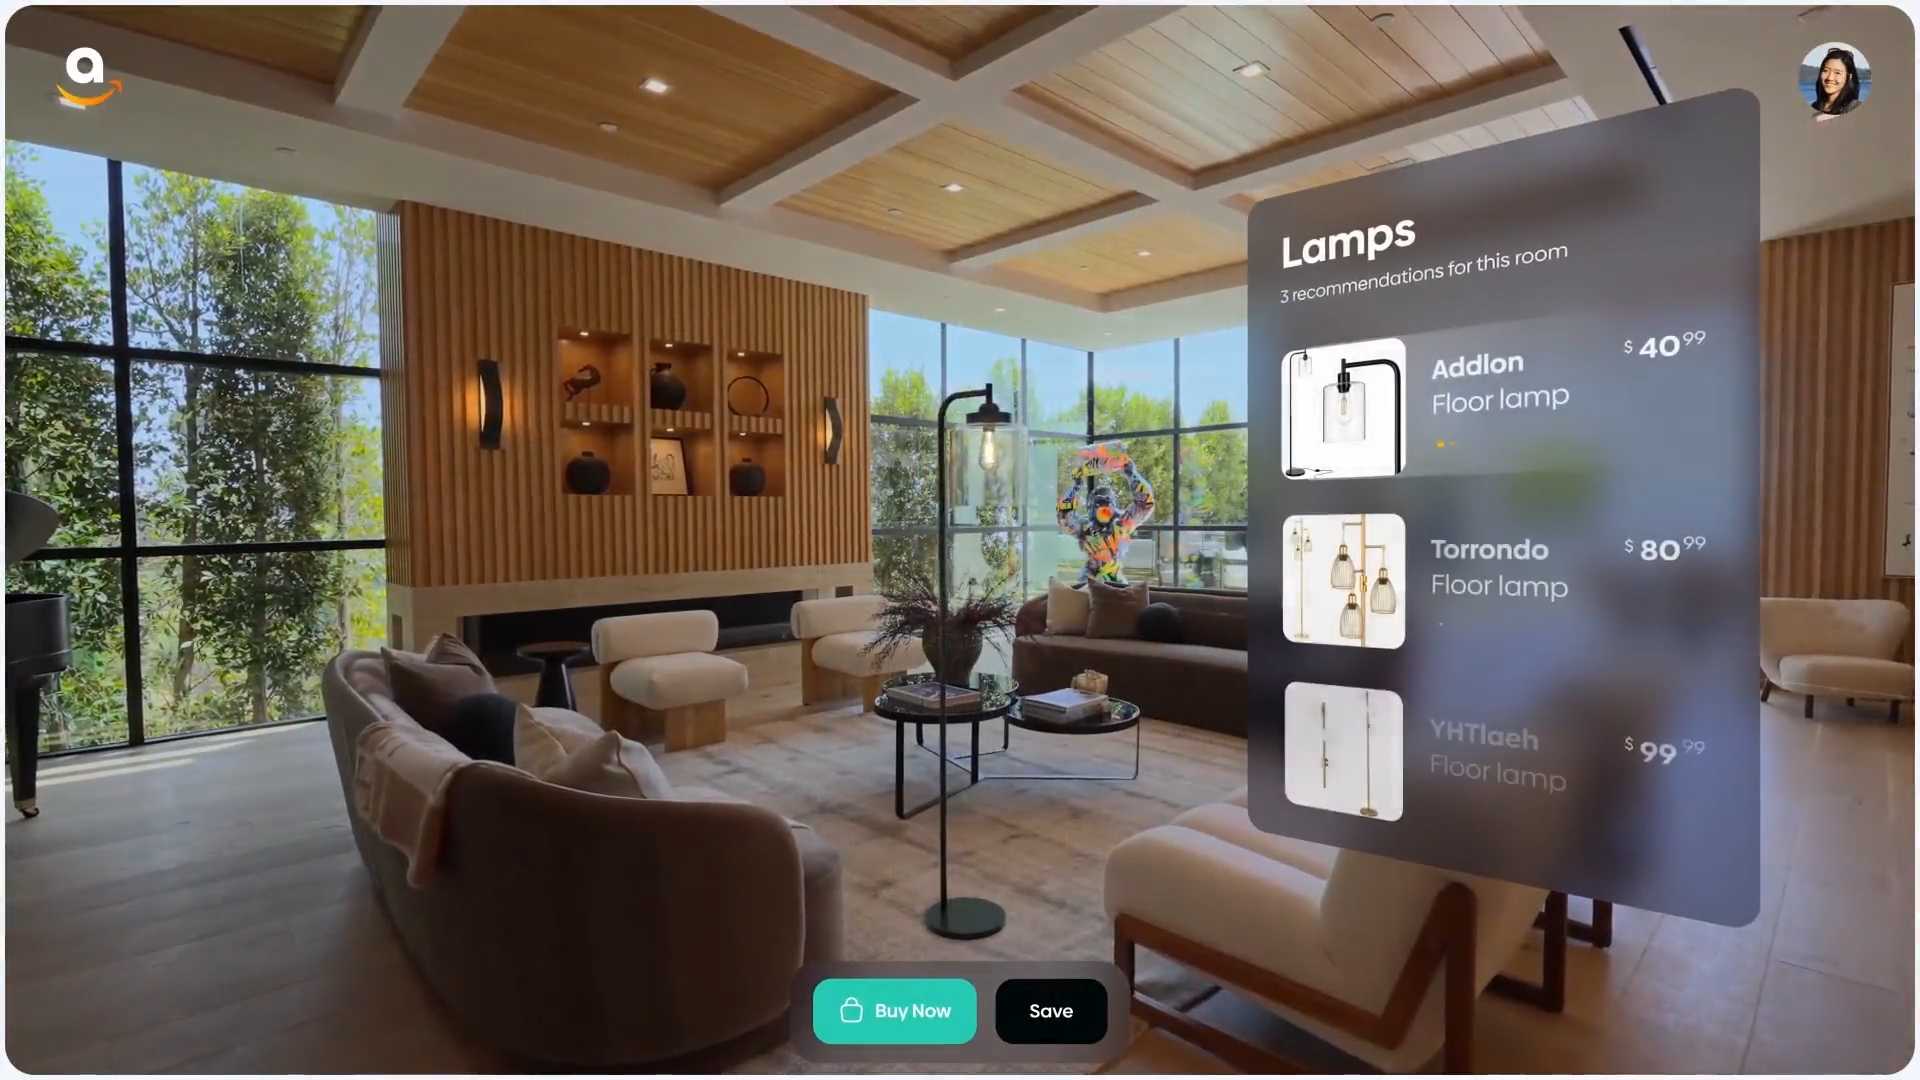 a
Lamps
3 recommendations for this room
Addlon
Floor lamp
$ 40 99
Torrondo
Floor lamp
$ 80 99
YHTlaeh
Floor lamp
$ 99 99
Buy Now
Save